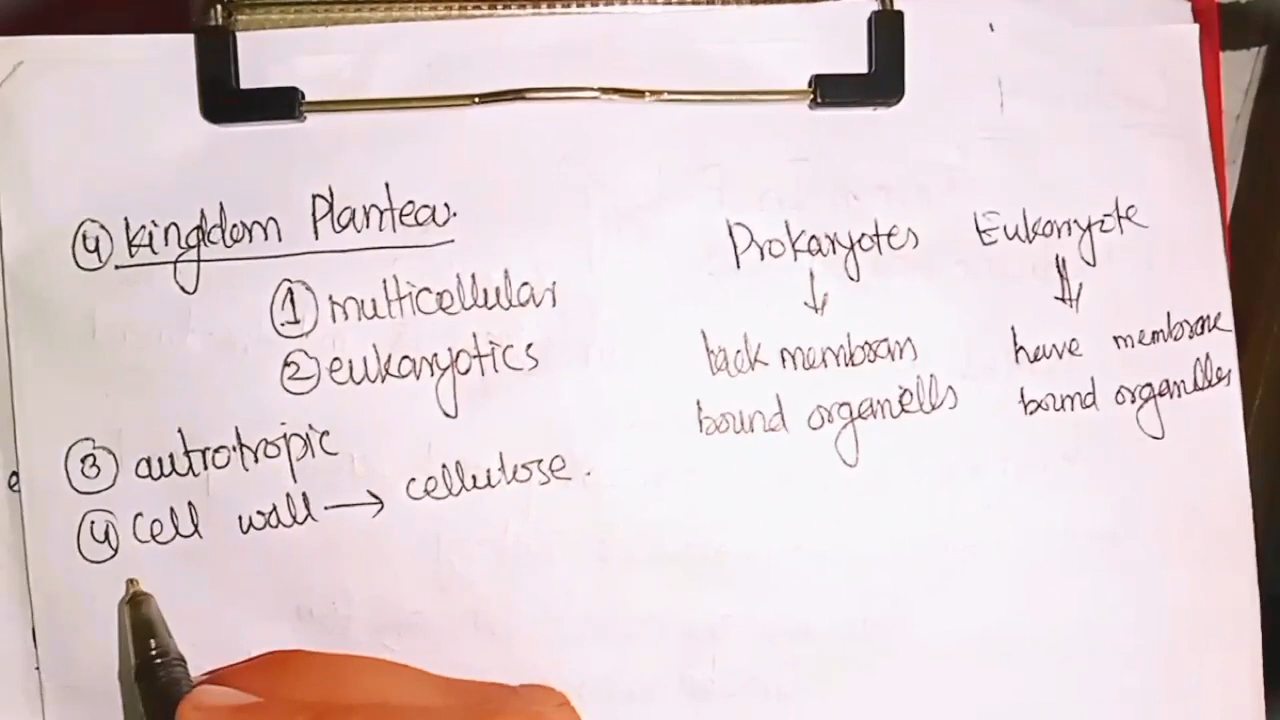 ④ Kingdom Plantea.
① multicellular
② eukaryotics
③ autrotropic
④ Cell wall → cellulose.
Prokaryotes
↓
lack membran
bound organells
Eukaryote
⇓
have membrane
bound organelles